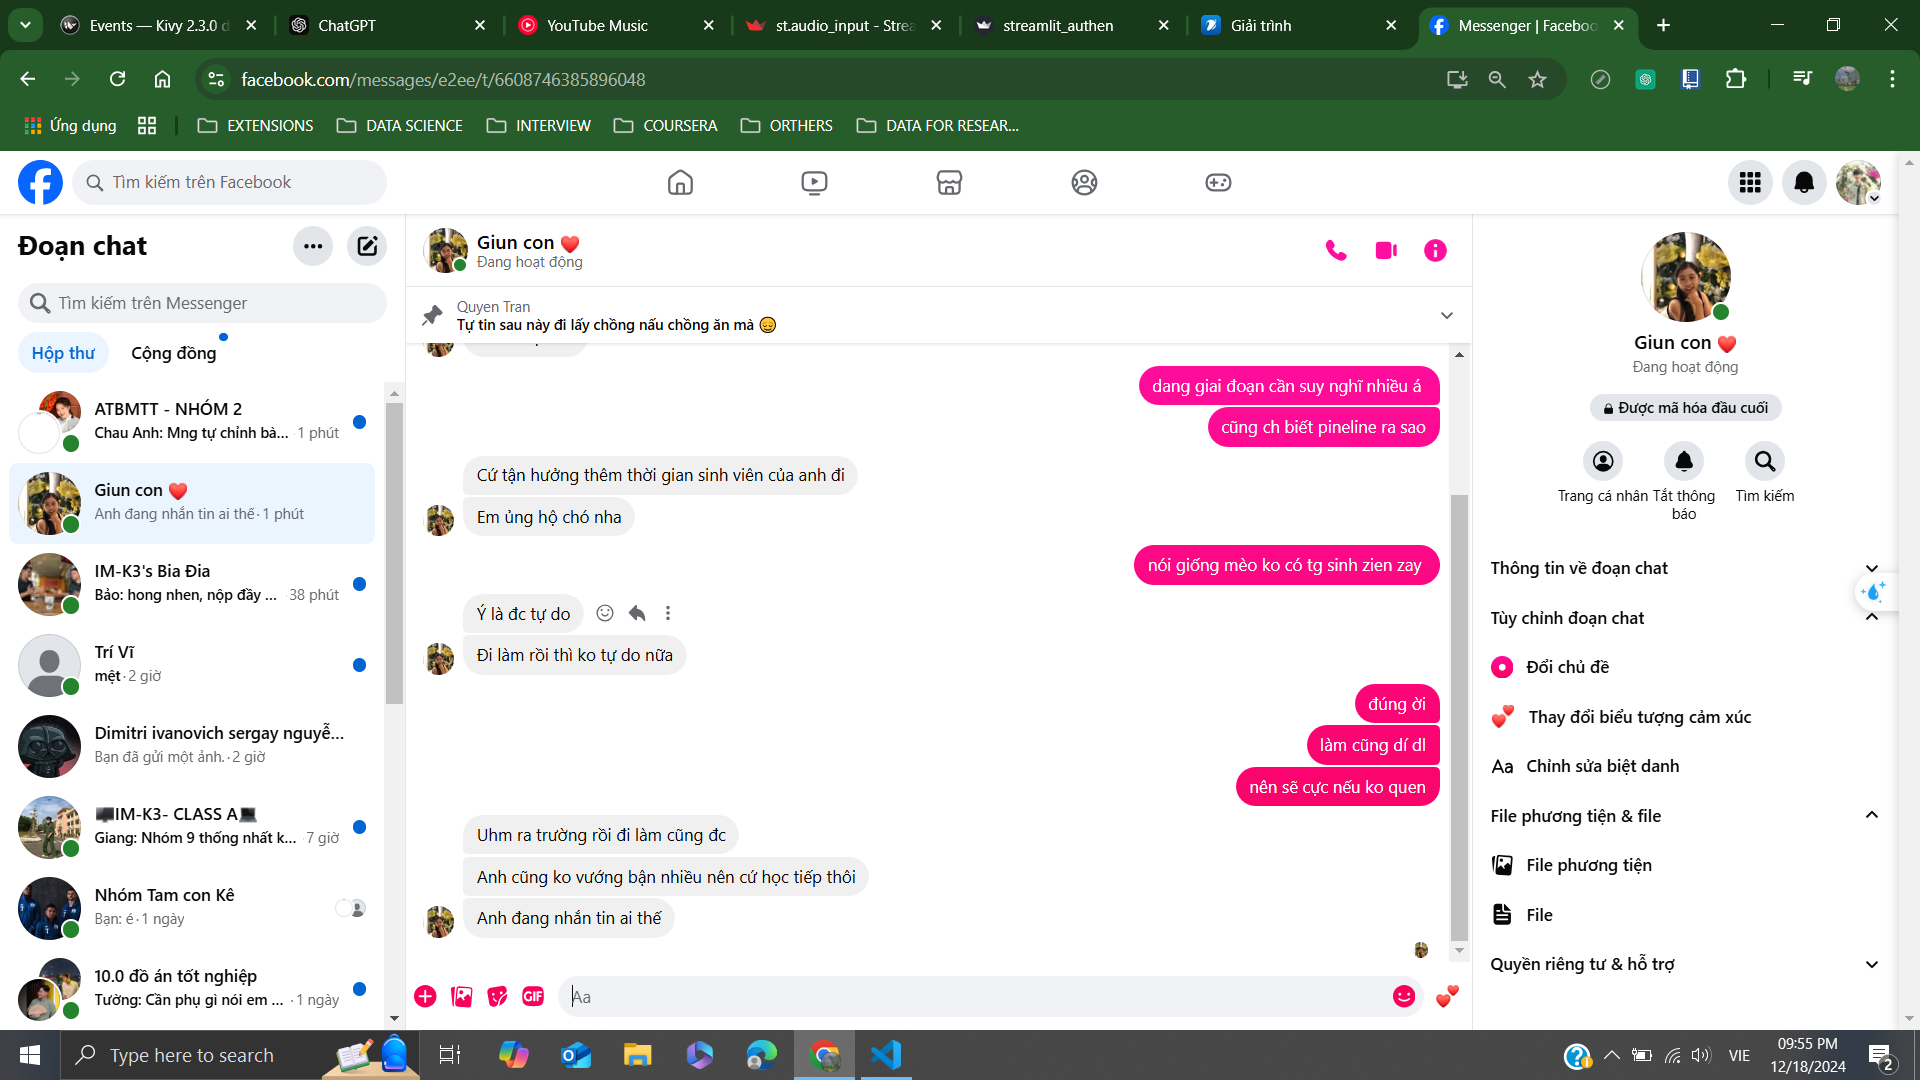 Events — Kivy 2.3.0 d
ChatGPT
YouTube Music
st.audio_input - Strea
streamlit_authen
Giải trình
Messenger | Faceboo
facebook.com/messages/e2ee/t/6608746385896048
Ứng dụng
EXTENSIONS
DATA SCIENCE
INTERVIEW
COURSERA
ORTHERS
DATA FOR RESEAR...
Tìm kiếm trên Facebook
Đoạn chat
Tìm kiếm trên Messenger
Hộp thư
Cộng đồng
ATBMTT - NHÓM 2
Chau Anh: Mng tự chỉnh bà... · 1 phút
Giun con ❤️
Anh đang nhắn tin ai thế · 1 phút
IM-K3's Bia Đia
Bảo: hong nhen, nộp đầy ... · 38 phút
Trí Vĩ
mệt · 2 giờ
Dimitri ivanovich sergay nguyễ...
Bạn đã gửi một ảnh. · 2 giờ
🖥️IM-K3- CLASS A💻
Giang: Nhóm 9 thống nhất k... · 7 giờ
Nhóm Tam con Kê
Bạn: é · 1 ngày
10.0 đồ án tốt nghiệp
Tường: Cần phụ gì nói em ... · 1 ngày
Giun con ❤️
Đang hoạt động
Quyen Tran
Tự tin sau này đi lấy chồng nấu chồng ăn mà 😌
dang giai đoạn cần suy nghĩ nhiều á
cũng ch biết pineline ra sao
Cứ tận hưởng thêm thời gian sinh viên của anh đi
Em ủng hộ chó nha
nói giống mèo ko có tg sinh zien zay
Ý là đc tự do
Đi làm rồi thì ko tự do nữa
đúng ời
làm cũng dí dl
nên sẽ cực nếu ko quen
Uhm ra trường rồi đi làm cũng đc
Anh cũng ko vướng bận nhiều nên cứ học tiếp thôi
Anh đang nhắn tin ai thế
GIF
Aa
Giun con ❤️
Đang hoạt động
Được mã hóa đầu cuối
Trang cá nhân
Tắt thông báo
Tìm kiếm
Thông tin về đoạn chat
Tùy chỉnh đoạn chat
Đổi chủ đề
Thay đổi biểu tượng cảm xúc
Aa Chỉnh sửa biệt danh
File phương tiện & file
File phương tiện
File
Quyền riêng tư & hỗ trợ
Type here to search
VIE
09:55 PM
12/18/2024
2